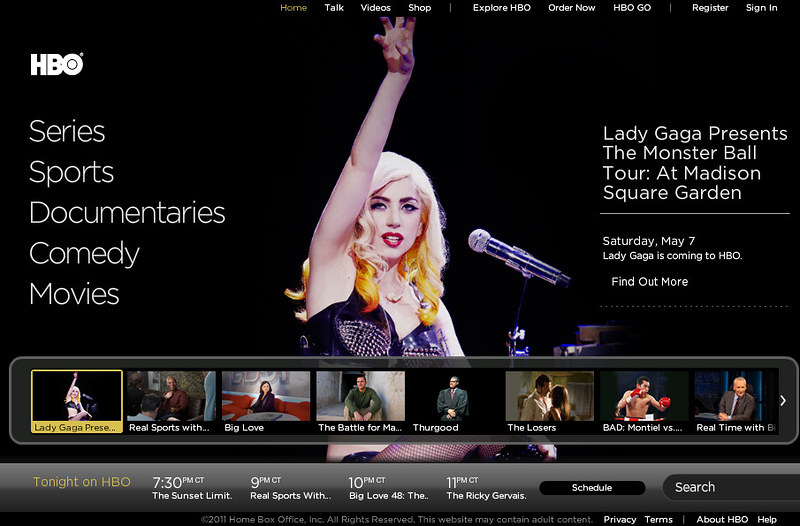 Home Talk Videos Shop | Explore HBO Order Now HBO GO | Register Sign In
HBO®
Series
Sports
Documentaries
Comedy
Movies
Lady Gaga Presents
The Monster Ball
Tour: At Madison
Square Garden
Saturday, May 7
Lady Gaga is coming to HBO.
Find Out More
Lady Gaga Prese... Real Sports with... Big Love The Battle for Ma... Thurgood The Losers BAD: Montiel vs.... Real Time with Bi
Tonight on HBO
7:30PM CT 9PM CT 10PM CT 11PM CT
The Sunset Limit. Real Sports With... Big Love 48: The.. The Ricky Gervais.
Schedule
Search
©2011 Home Box Office, Inc. All Rights Reserved. This website may contain adult content. Privacy Terms | About HBO Help